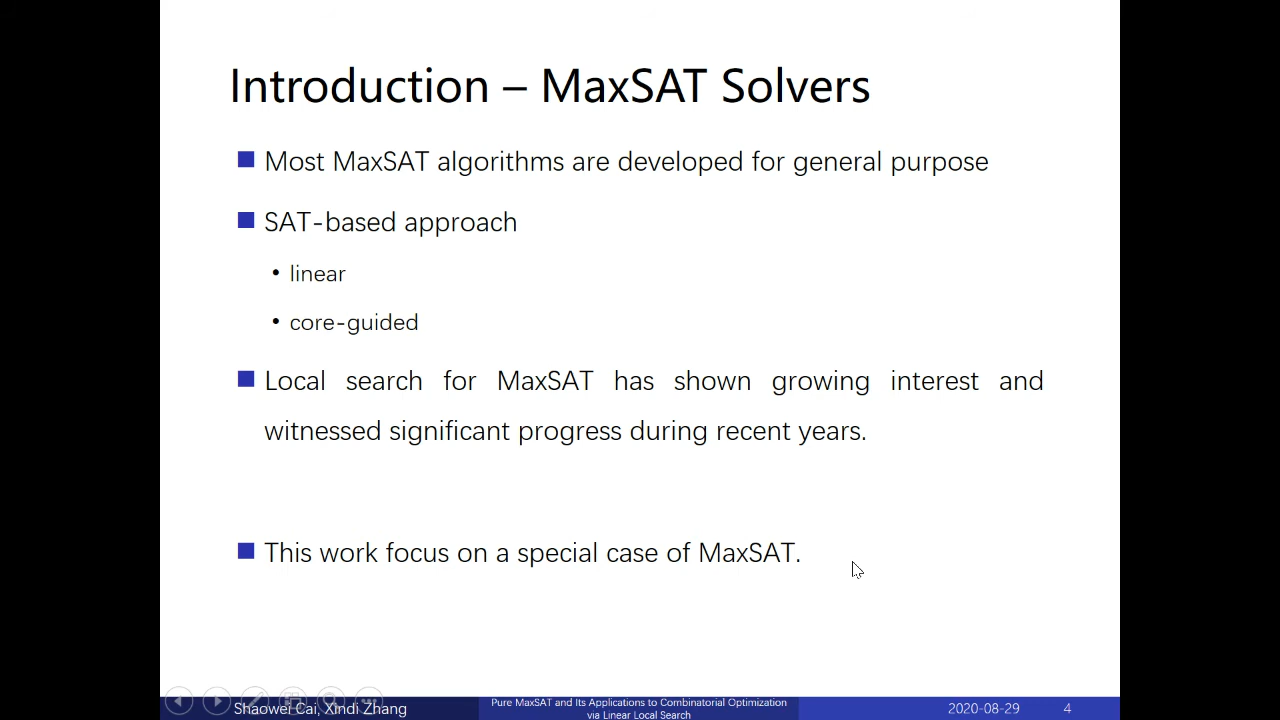 Introduction – MaxSAT Solvers
Most MaxSAT algorithms are developed for general purpose
SAT-based approach
• linear
• core-guided
Local search for MaxSAT has shown growing interest and
witnessed significant progress during recent years.
This work focus on a special case of MaxSAT.
Shaowei Cai, Xindi Zhang
Pure MaxSAT and Its Applications to Combinatorial Optimization
via Linear Local Search
2020-08-29
4